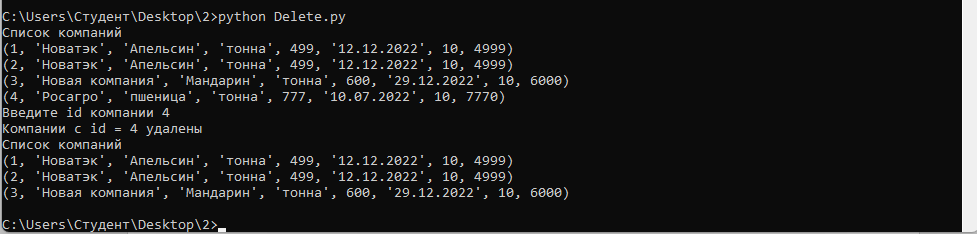 C:\Users\Студент\Desktop\2>python Delete.py
Список компаний
(1, 'Новатэк', 'Апельсин', 'тонна', 499, '12.12.2022', 10, 4999)
(2, 'Новатэк', 'Апельсин', 'тонна', 499, '12.12.2022', 10, 4999)
(3, 'Новая компания', 'Мандарин', 'тонна', 600, '29.12.2022', 10, 6000)
(4, 'Росагро', 'пшеница', 'тонна', 777, '10.07.2022', 10, 7770)
Введите id компании 4
Компании с id = 4 удалены
Список компаний
(1, 'Новатэк', 'Апельсин', 'тонна', 499, '12.12.2022', 10, 4999)
(2, 'Новатэк', 'Апельсин', 'тонна', 499, '12.12.2022', 10, 4999)
(3, 'Новая компания', 'Мандарин', 'тонна', 600, '29.12.2022', 10, 6000)
C:\Users\Студент\Desktop\2>